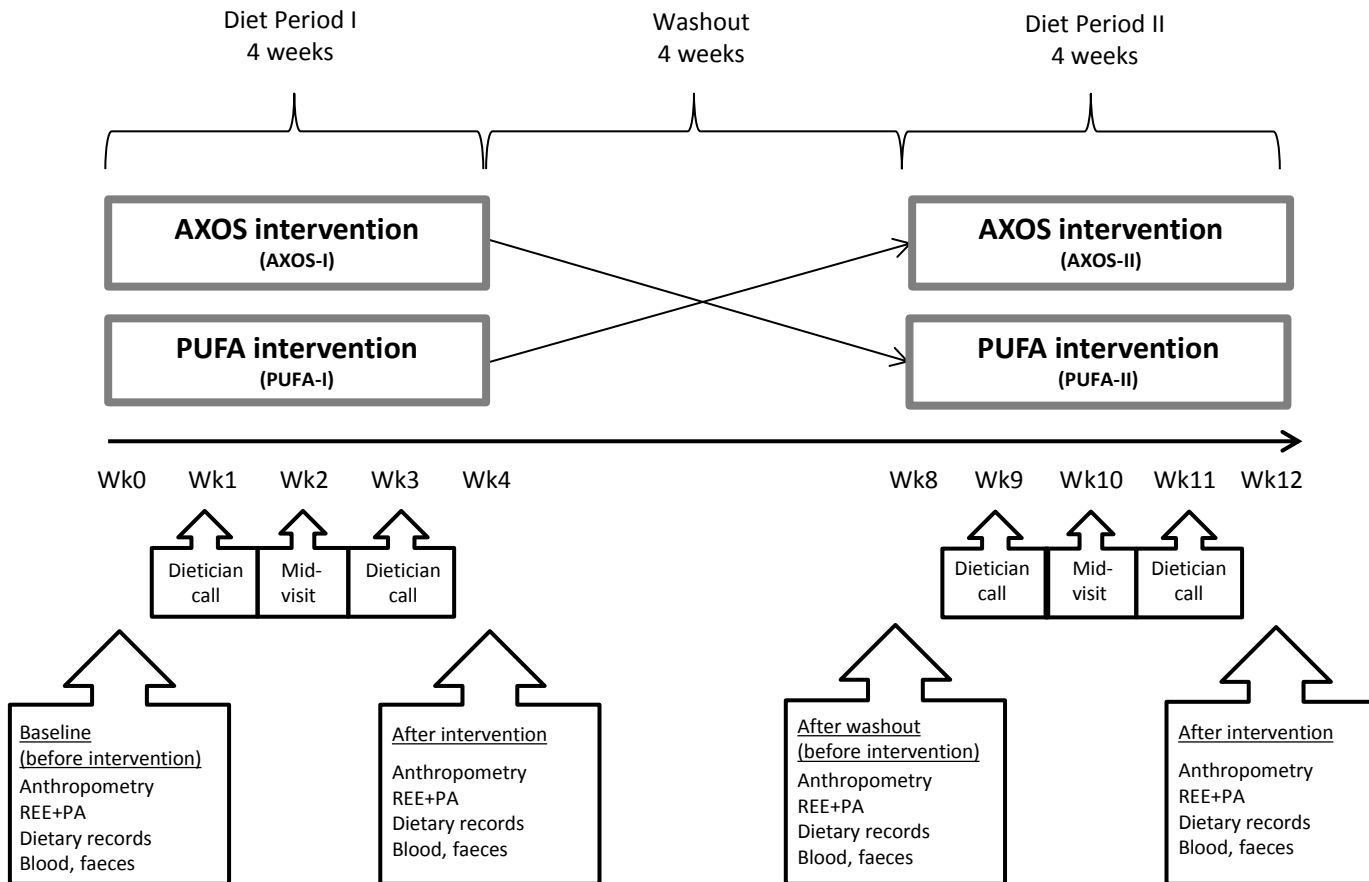 Diet Period I
4 weeks
Washout
4 weeks
Diet Period II
4 weeks
AXOS intervention
(AXOS-I)
AXOS intervention
(AXOS-II)
PUFA intervention
(PUFA-I)
PUFA intervention
(PUFA-II)
Wk0 Wk1 Wk2 Wk3 Wk4 Wk8 Wk9 Wk10 Wk11 Wk12
Dietician
call
Mid-
visit
Dietician
call
Dietician
call
Mid-
visit
Dietician
call
Baseline
(before intervention)
Anthropometry
REE+PA
Dietary records
Blood, faeces
After intervention
Anthropometry
REE+PA
Dietary records
Blood, faeces
After washout
(before intervention)
Anthropometry
REE+PA
Dietary records
Blood, faeces
After intervention
Anthropometry
REE+PA
Dietary records
Blood, faeces